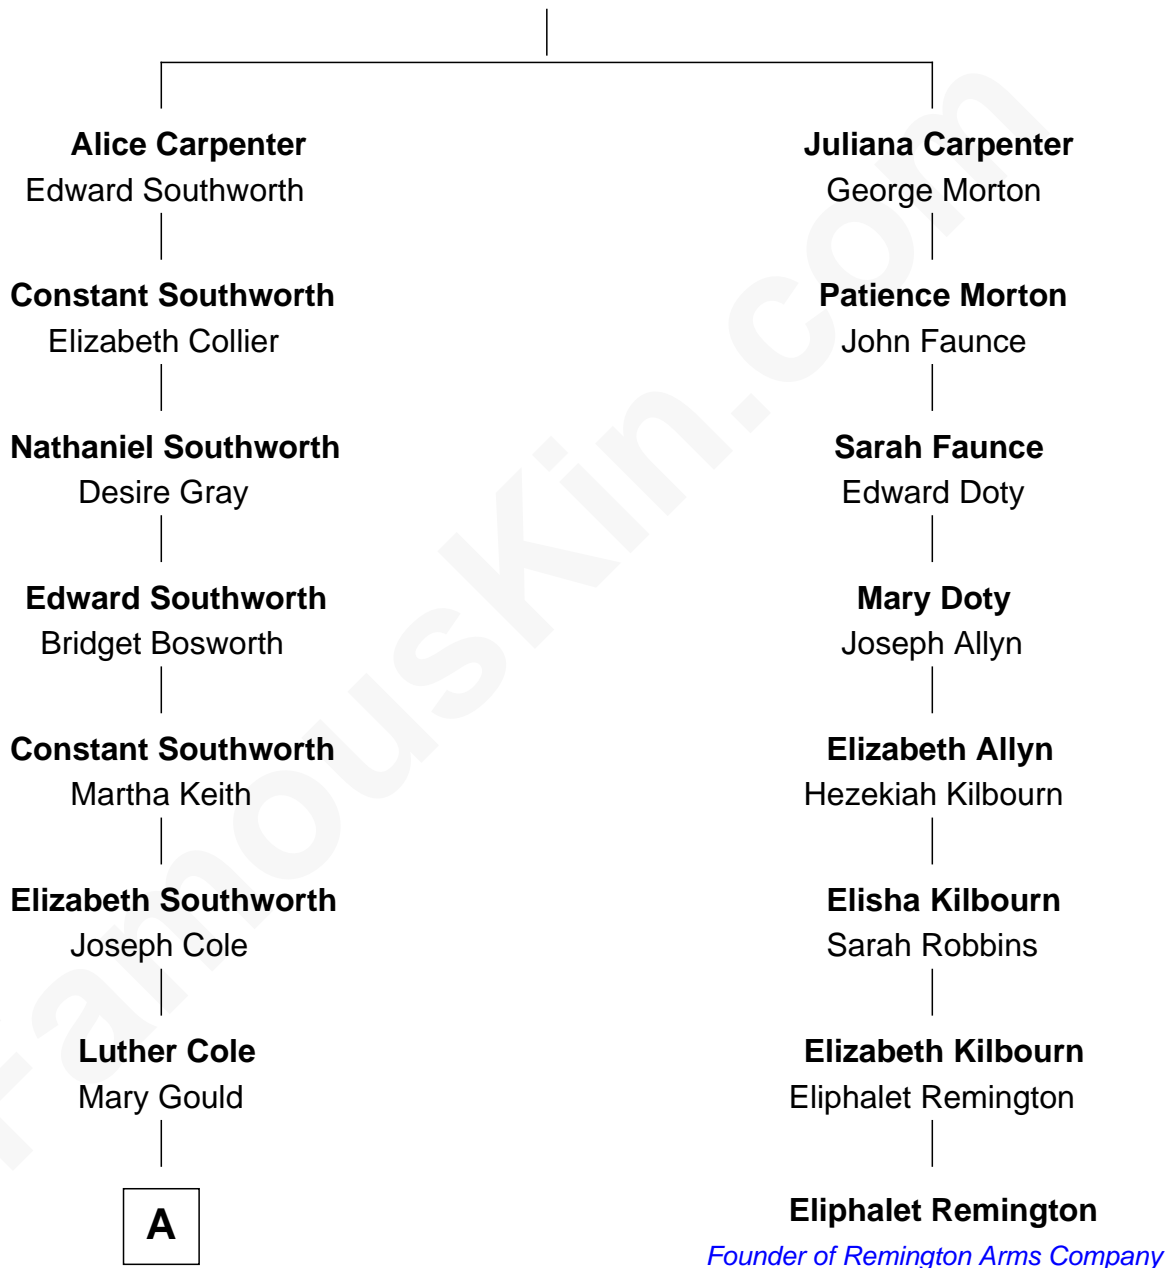 Alice Carpenter
Edward Southworth
Constant Southworth
Elizabeth Collier
Nathaniel Southworth
Desire Gray
Edward Southworth
Bridget Bosworth
Constant Southworth
Martha Keith
Elizabeth Southworth
Joseph Cole
Luther Cole
Mary Gould
A
Juliana Carpenter
George Morton
Patience Morton
John Faunce
Sarah Faunce
Edward Doty
Mary Doty
Joseph Allyn
Elizabeth Allyn
Hezekiah Kilbourn
Elisha Kilbourn
Sarah Robbins
Elizabeth Kilbourn
Eliphalet Remington
Eliphalet Remington
Founder of Remington Arms Company
FamousKin.com